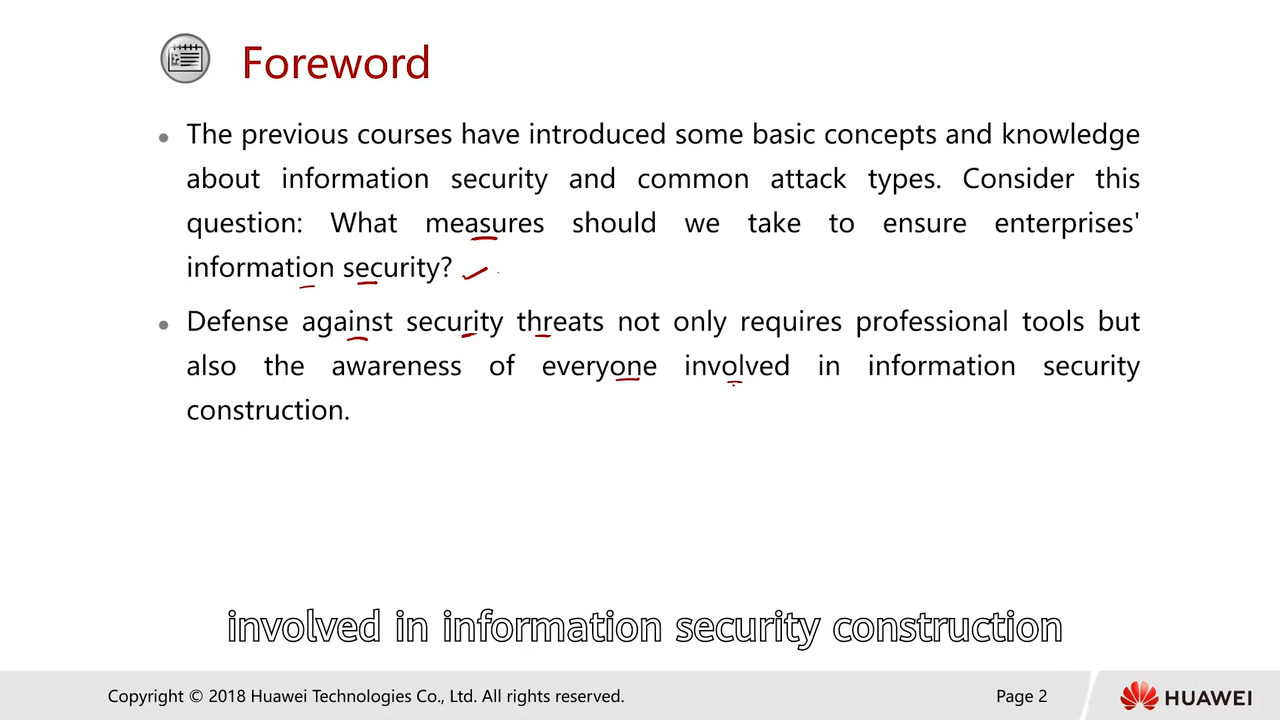 Foreword
The previous courses have introduced some basic concepts and knowledge
about information security and common attack types. Consider this
question: What measures should we take to ensure enterprises'
information security?
Defense against security threats not only requires professional tools but
also the awareness of everyone involved in information security
construction.
involved in information security construction
Copyright © 2018 Huawei Technologies Co., Ltd. All rights reserved.
Page 2
HUAWEI